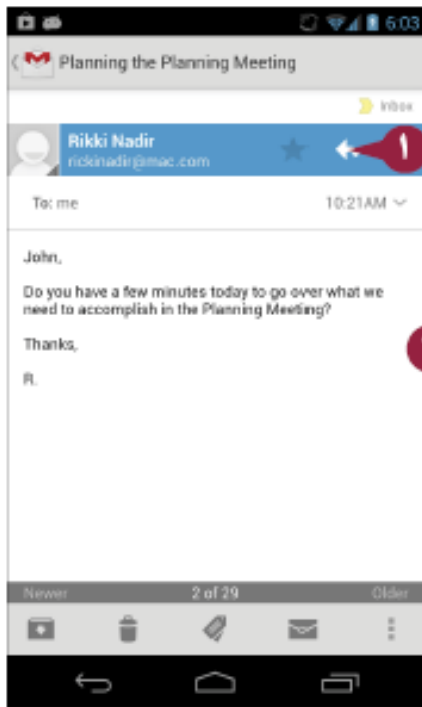 6:03
Planning the Planning Meeting
Inbox
Rikki Nadir
rickinadir@mac.com
١
To: me
10:21AM
John,
Do you have a few minutes today to go over what we
need to accomplish in the Planning Meeting?
Thanks,
R.
Newer
2 of 29
Older